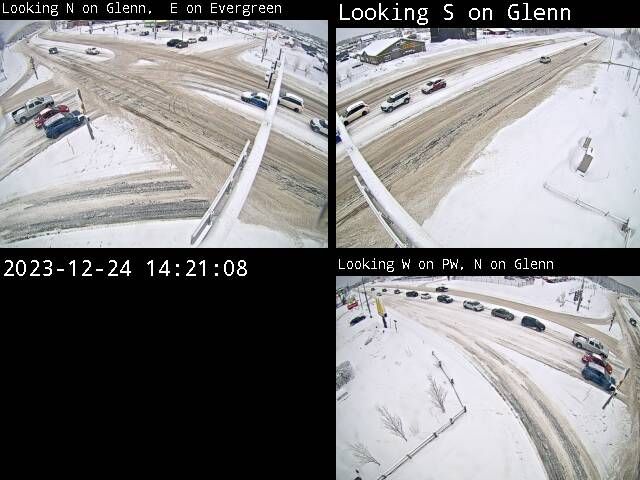 Looking N on Glenn, E on Evergreen
Looking S on Glenn
2023-12-24 14:21:08
Looking W on PW, N on Glenn